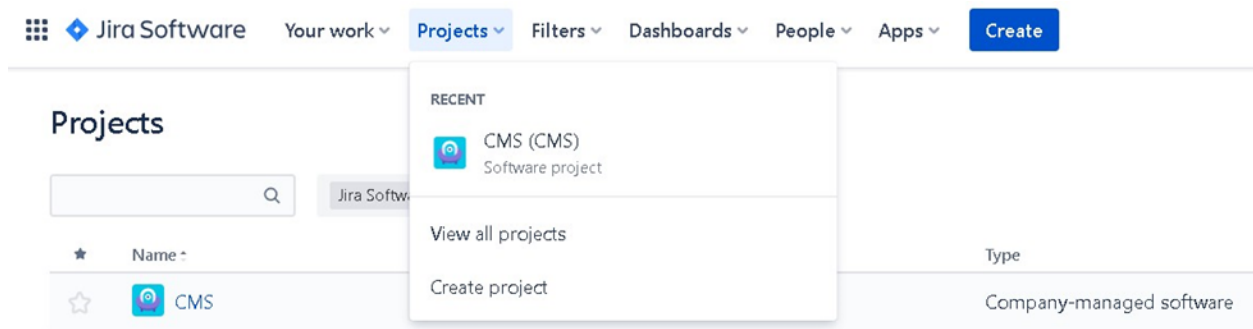 Jira Software Your work Projects Filters Dashboards People Apps Create
Projects
RECENT
CMS (CMS)
Software project
Jira Softw
View all projects
Create project
Name Type
CMS Company-managed software